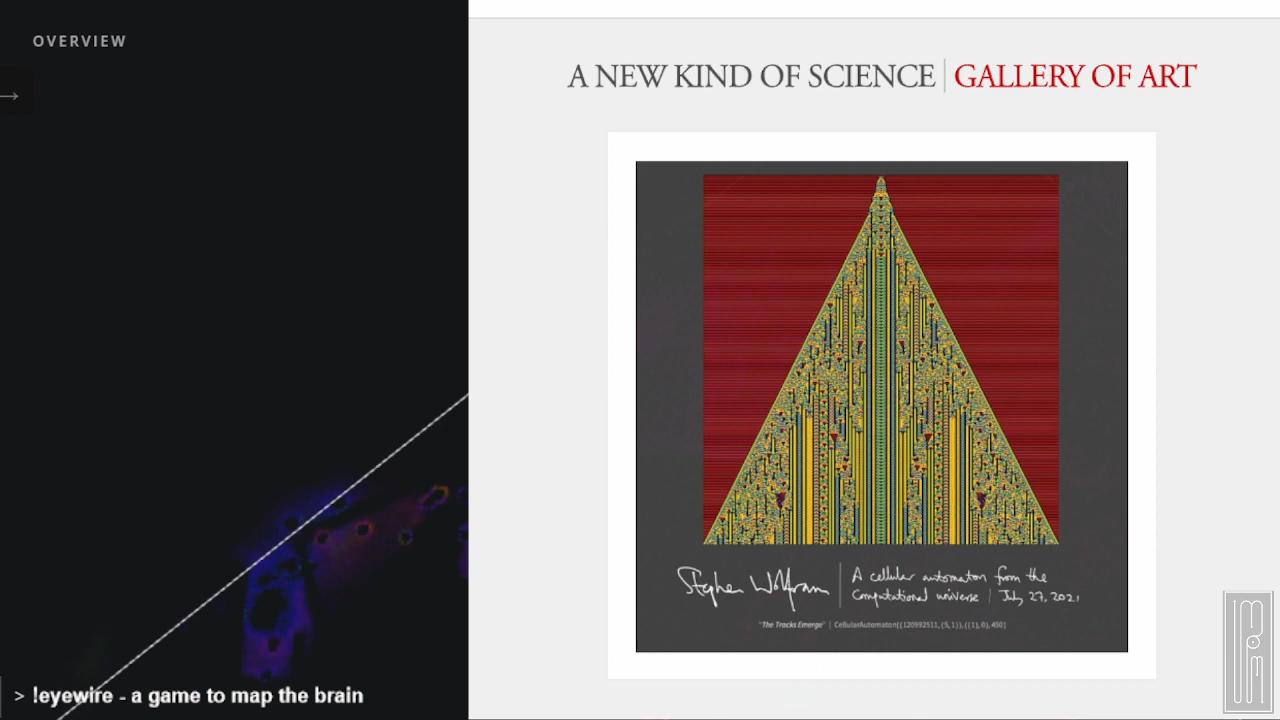 OVERVIEW
→
A NEW KIND OF SCIENCE | GALLERY OF ART
Stephen Wolfram | A cellular automaton from the
computational universe | July 27, 2021
"The Tracks Emerge" | CellularAutomaton[{120992511, {5, 1}}, {{1}, 0}, 450]
> !eyewire - a game to map the brain